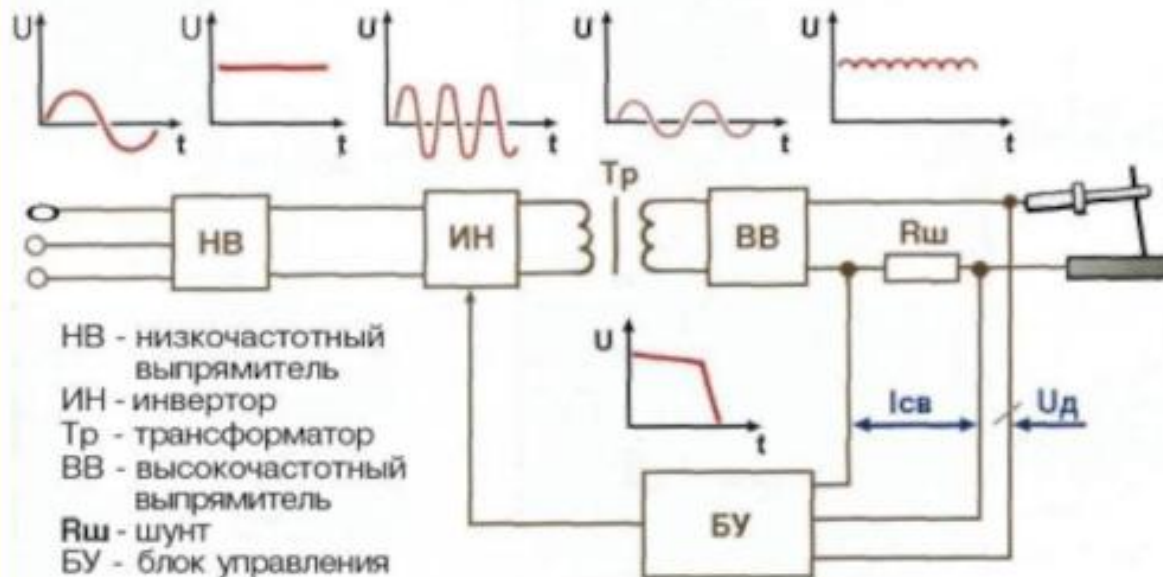 U
U
U
U
U
t
t
t
t
t
Тр
НВ
ИН
ВВ
Rш
НВ - низкочастотный
выпрямитель
ИН - инвертор
Тр - трансформатор
ВВ - высокочастотный
выпрямитель
Rш - шунт
БУ - блок управления
U
t
Iсв
Uд
БУ